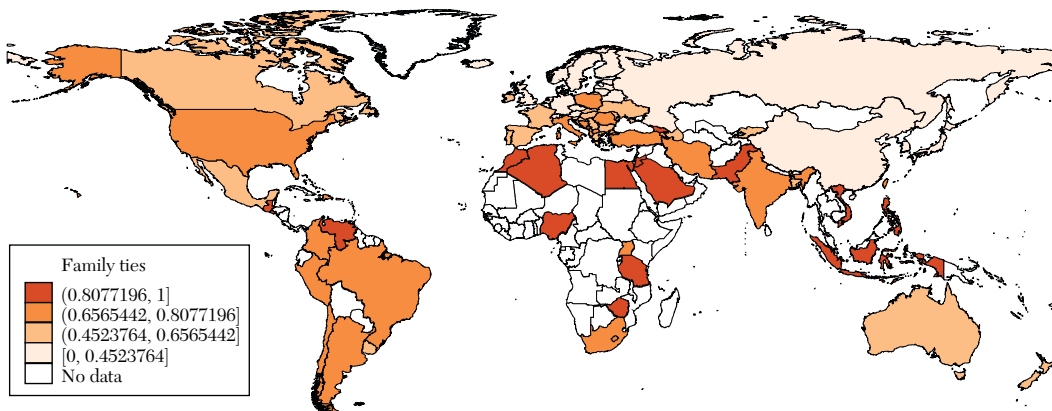 Family ties
(0.8077196, 1]
(0.6565442, 0.8077196]
(0.4523764, 0.6565442]
[0, 0.4523764]
No data